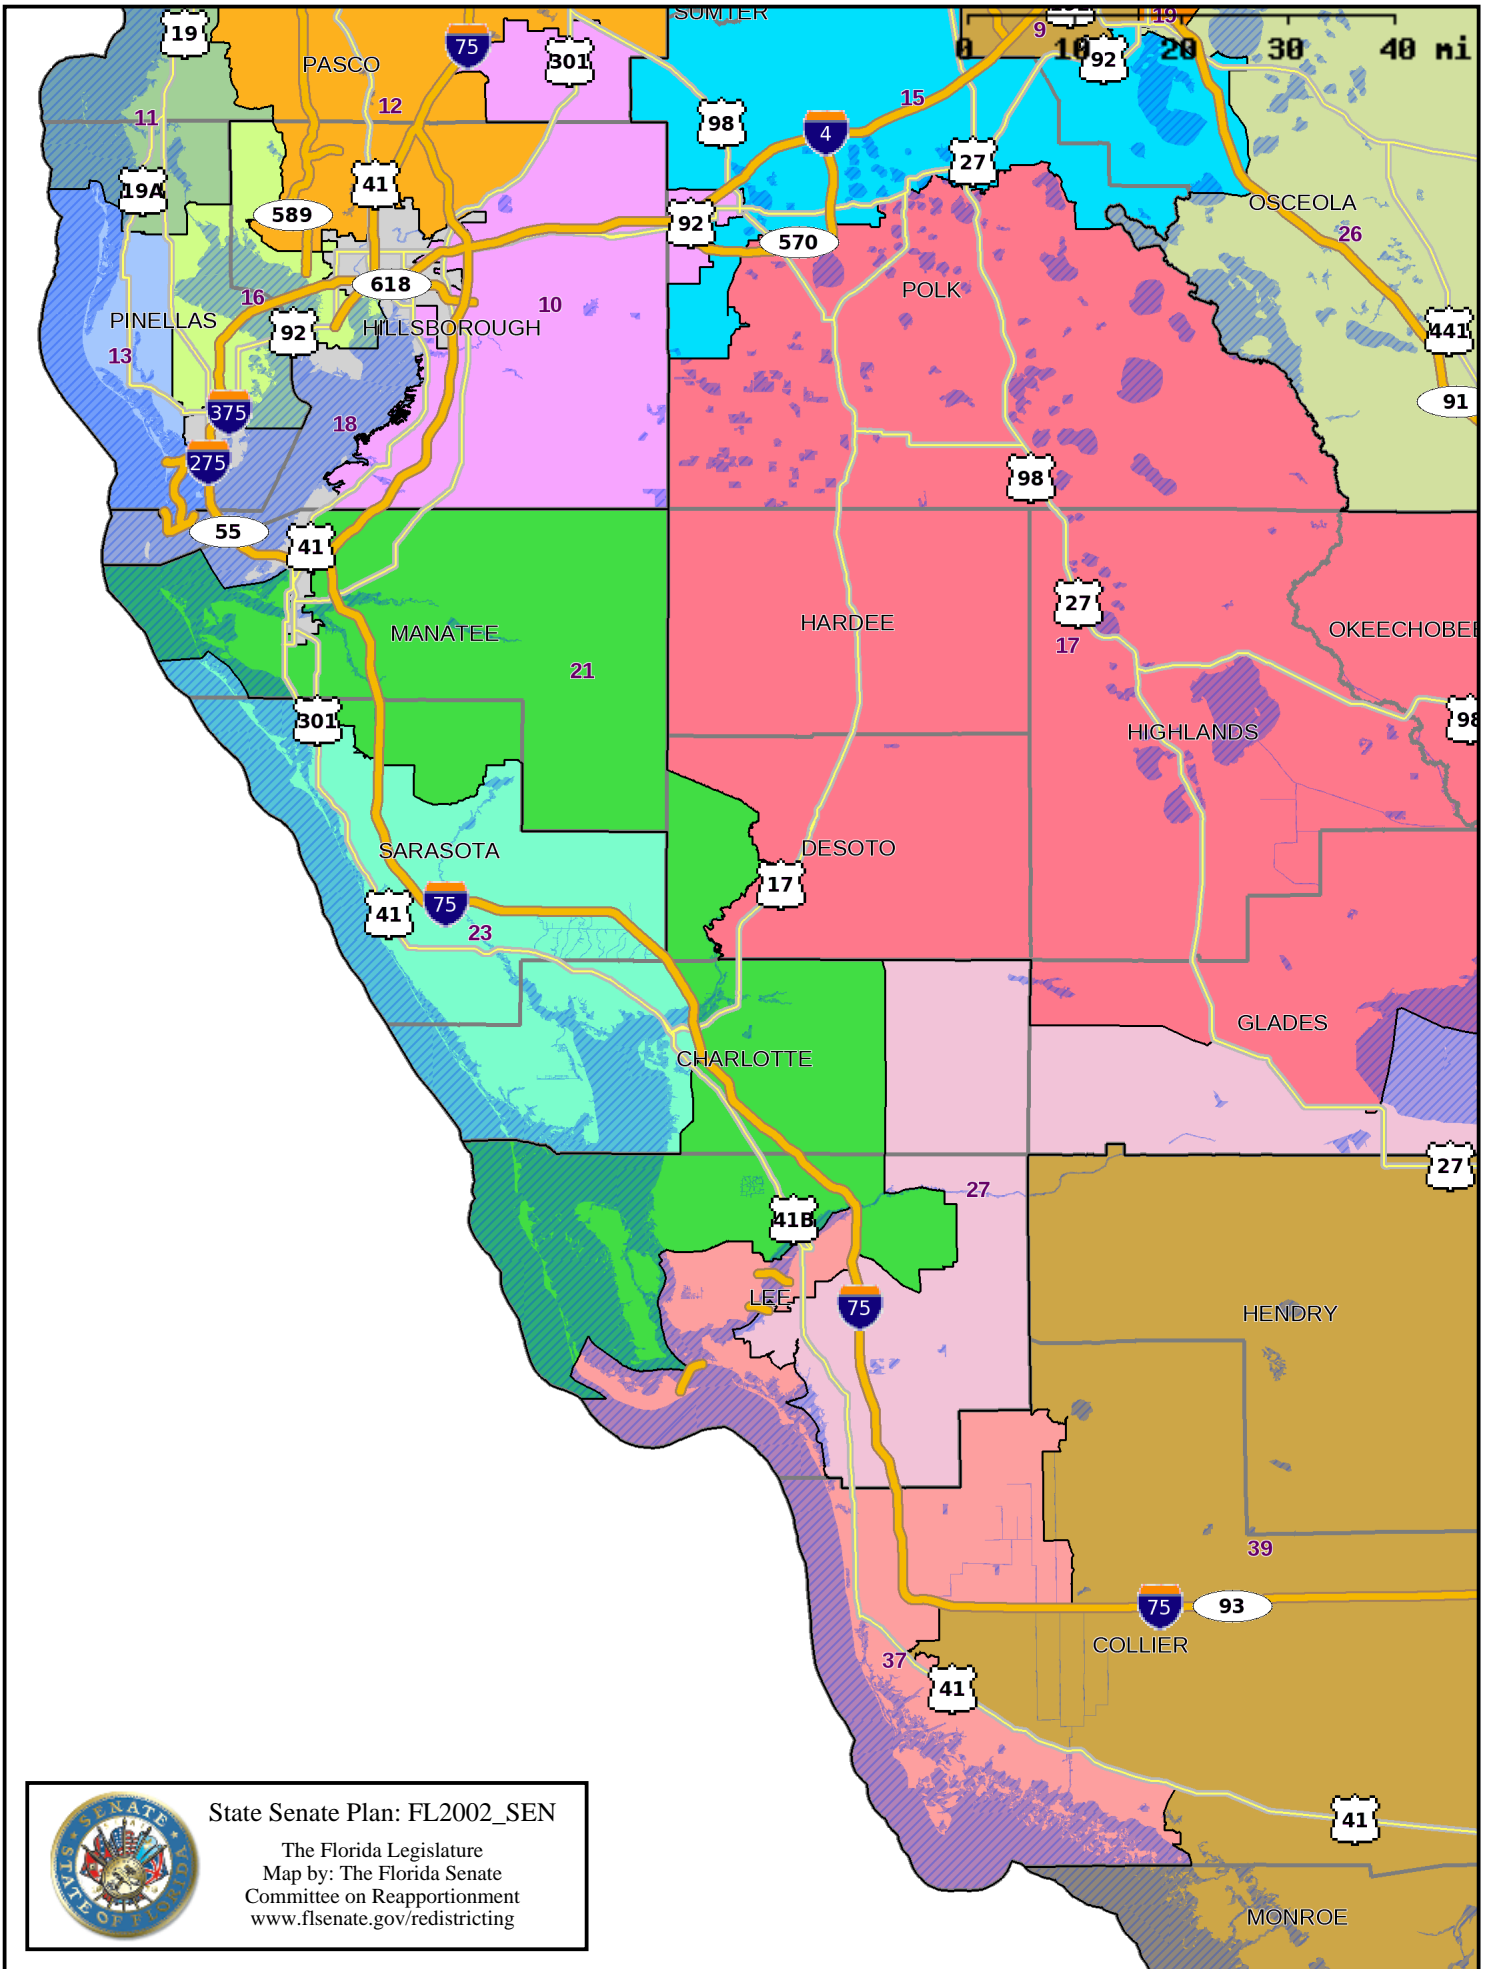 SUMTER
19
9
19
0 10 20 30 40 mi
75
301
92
PASCO
12
15
11
98
4
27
19A
41
589
92
570
OSCEOLA
26
618
POLK
16
10
PINELLAS
92
HILLSBOROUGH
441
13
375
91
18
275
98
55
41
27
HARDEE
MANATEE
OKEECHOBEE
17
21
301
98
HIGHLANDS
SARASOTA
DESOTO
17
75
41
23
GLADES
CHARLOTTE
27
27
41B
LEE
75
HENDRY
39
75
93
COLLIER
37
41
41
MONROE
SENATE
STATE OF FLORIDA
State Senate Plan: FL2002_SEN
The Florida Legislature
Map by: The Florida Senate
Committee on Reapportionment
www.flsenate.gov/redistricting